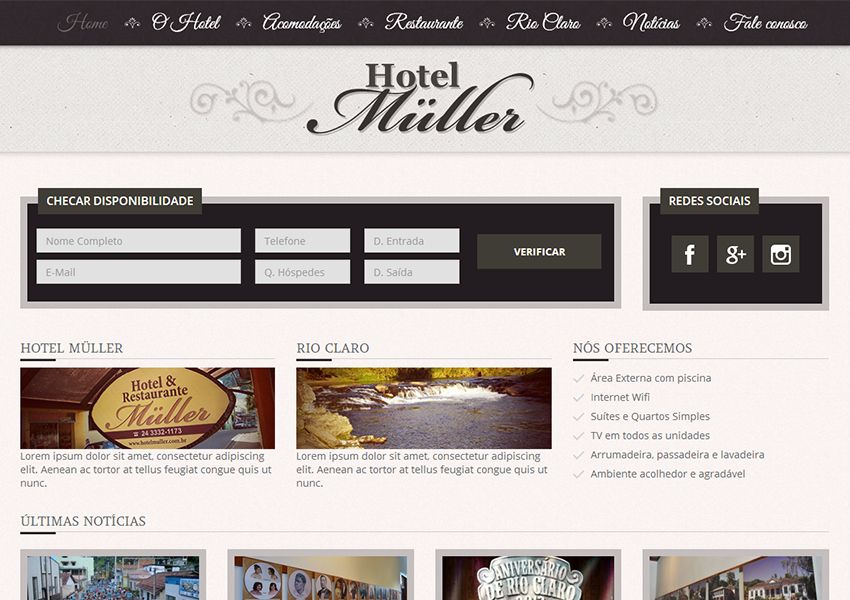 Home O Hotel Acomodações Restaurante Rio Claro Notícias Fale conosco
Hotel
Müller
CHECAR DISPONIBILIDADE
Nome Completo Telefone D. Entrada
VERIFICAR
E-Mail Q. Hóspedes D. Saída
REDES SOCIAIS
f g+
HOTEL MÜLLER
Hotel &
Restaurante
Müller
24 3332-1173
www.hotelmuller.com.br
Lorem ipsum dolor sit amet, consectetur adipiscing
elit. Aenean ac tortor at tellus feugiat congue quis ut
nunc.
RIO CLARO
Lorem ipsum dolor sit amet, consectetur adipiscing
elit. Aenean ac tortor at tellus feugiat congue quis ut
nunc.
NÓS OFERECEMOS
Área Externa com piscina
Internet Wifi
Suítes e Quartos Simples
TV em todos as unidades
Arrumadeira, passadeira e lavadeira
Ambiente acolhedor e agradável
ÚLTIMAS NOTÍCIAS
ANIVERSÁRIO
DE RIO CLARO